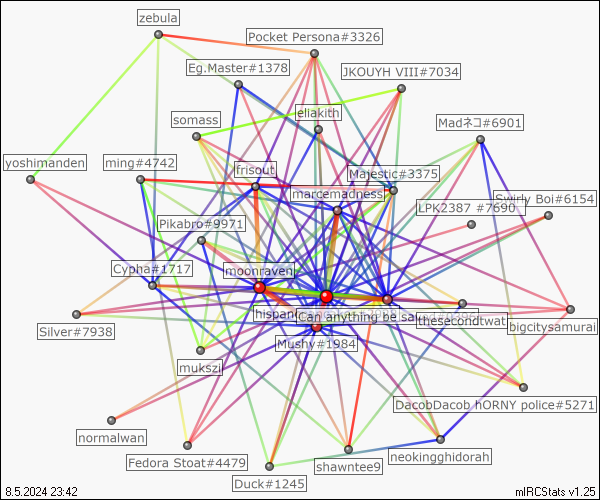 zebula
Pocket Persona#3326
Eg.Master#1378
JKOUYH VIII#7034
somass
eliakith
Madネコ#6901
yoshimanden
ming#4742
frisout
Majestic#3375
marcemadness
Swirly Boi#6154
LPK2387 #7690
Pikabro#9971
Cypha#1717
moonraven
hispan
Can anything be sa
thesecondtwat
Silver#7938
bigcitysamurai
Mushy#1984
mukszi
DacobDacob hORNY police#5271
normalwan
neokingghidorah
Fedora Stoat#4479
shawntee9
Duck#1245
8.5.2024 23:42
mIRCStats v1.25